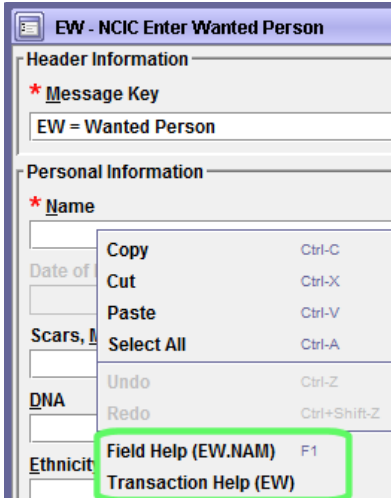 EW - NCIC Enter Wanted Person
Header Information
* Message Key
EW = Wanted Person
Personal Information
* Name
Copy Ctrl-C
Date of
Cut Ctrl-X
Paste Ctrl-V
Scars,
Select All Ctrl-A
Undo Ctrl-Z
DNA
Redo Ctrl+Shift-Z
Field Help (EW.NAM) F1
Ethnicity
Transaction Help (EW)